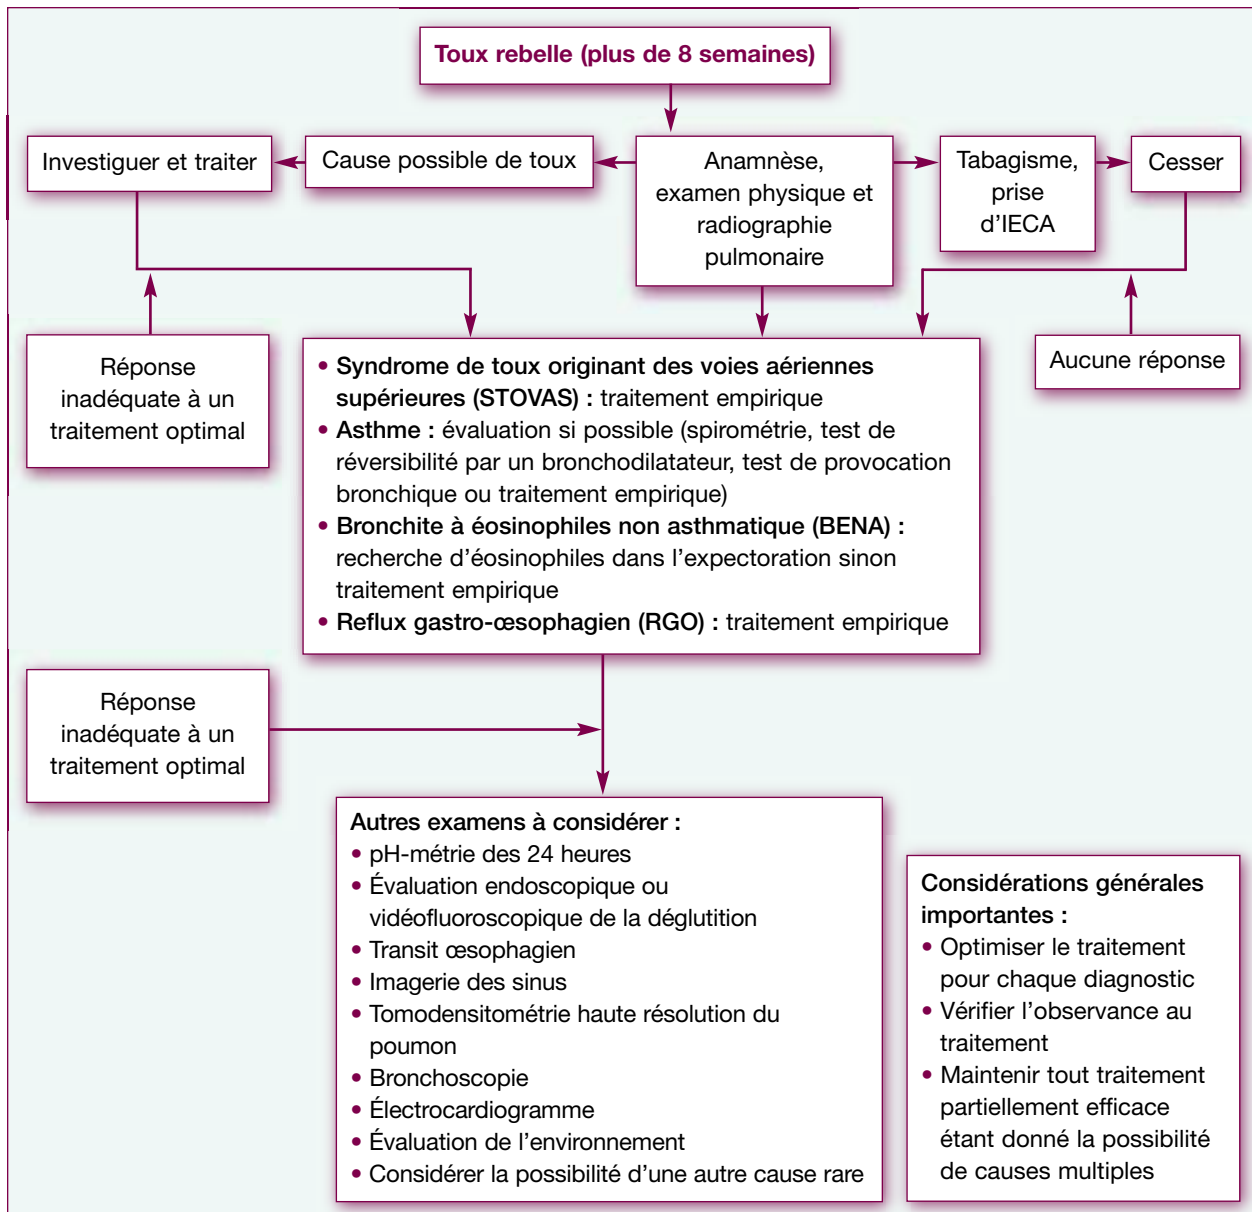 Toux rebelle (plus de 8 semaines)
Investiguer et traiter
Cause possible de toux
Anamnèse,
examen physique et
radiographie
pulmonaire
Tabagisme,
prise
d’IECA
Cesser
Réponse
inadéquate à un
traitement optimal
Aucune réponse
• Syndrome de toux originant des voies aériennes
supérieures (STOVAS) : traitement empirique
• Asthme : évaluation si possible (spirométrie, test de
réversibilité par un bronchodilatateur, test de provocation
bronchique ou traitement empirique)
• Bronchite à éosinophiles non asthmatique (BENA) :
recherche d’éosinophiles dans l’expectoration sinon
traitement empirique
• Reflux gastro-œsophagien (RGO) : traitement empirique
Réponse
inadéquate à un
traitement optimal
Autres examens à considérer :
• pH-métrie des 24 heures
• Évaluation endoscopique ou
vidéofluoroscopique de la déglutition
• Transit œsophagien
• Imagerie des sinus
• Tomodensitométrie haute résolution du
poumon
• Bronchoscopie
• Électrocardiogramme
• Évaluation de l’environnement
• Considérer la possibilité d’une autre cause rare
Considérations générales
importantes :
• Optimiser le traitement
pour chaque diagnostic
• Vérifier l’observance au
traitement
• Maintenir tout traitement
partiellement efficace
étant donné la possibilité
de causes multiples